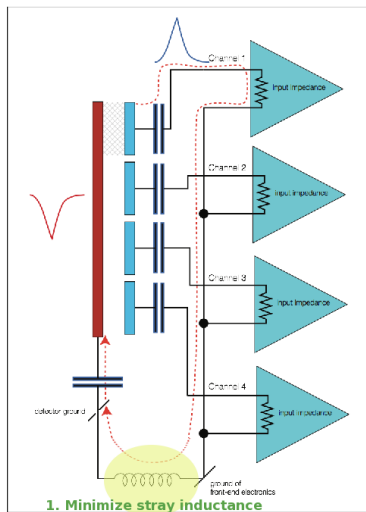 Channel 1
input impedance
Channel 2
input impedance
Channel 3
input impedance
Channel 4
input impedance
detector ground
ground of
front-end electronics
1. Minimize stray inductance